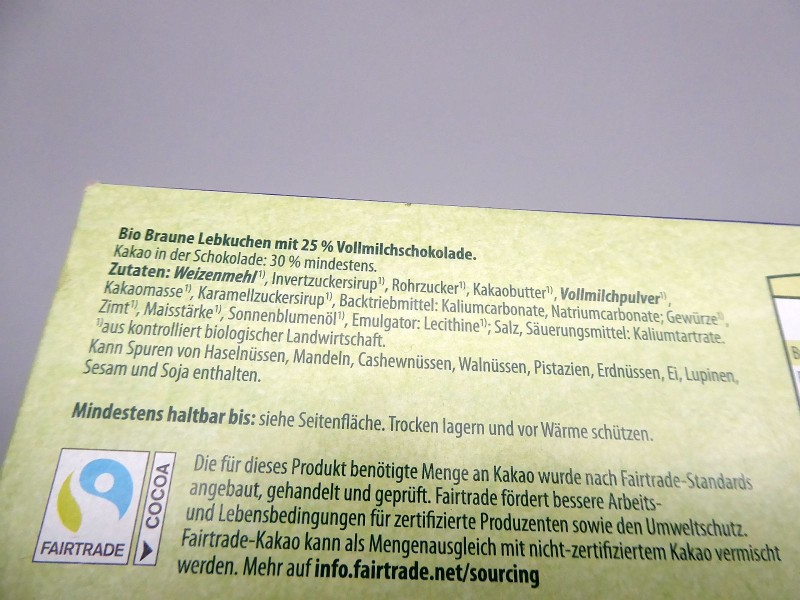 Bio Braune Lebkuchen mit 25 % Vollmilchschokolade.
Kakao in der Schokolade: 30 % mindestens.
Zutaten: Weizenmehl¹⁾, Invertzuckersirup¹⁾, Rohrzucker¹⁾, Kakaobutter¹⁾, Vollmilchpulver¹⁾,
Kakaomasse¹⁾, Karamellzuckersirup¹⁾, Backtriebmittel: Kaliumcarbonate, Natriumcarbonate; Gewürze¹⁾,
Zimt¹⁾, Maisstärke¹⁾, Sonnenblumenöl¹⁾, Emulgator: Lecithine¹⁾; Salz, Säuerungsmittel: Kaliumtartrate.
¹⁾aus kontrolliert biologischer Landwirtschaft.
Kann Spuren von Haselnüssen, Mandeln, Cashewnüssen, Walnüssen, Pistazien, Erdnüssen, Ei, Lupinen,
Sesam und Soja enthalten.
Mindestens haltbar bis: siehe Seitenfläche. Trocken lagern und vor Wärme schützen.
Die für dieses Produkt benötigte Menge an Kakao wurde nach Fairtrade-Standards
angebaut, gehandelt und geprüft. Fairtrade fördert bessere Arbeits-
und Lebensbedingungen für zertifizierte Produzenten sowie den Umweltschutz.
Fairtrade-Kakao kann als Mengenausgleich mit nicht-zertifiziertem Kakao vermischt
werden. Mehr auf info.fairtrade.net/sourcing
FAIRTRADE
COCOA